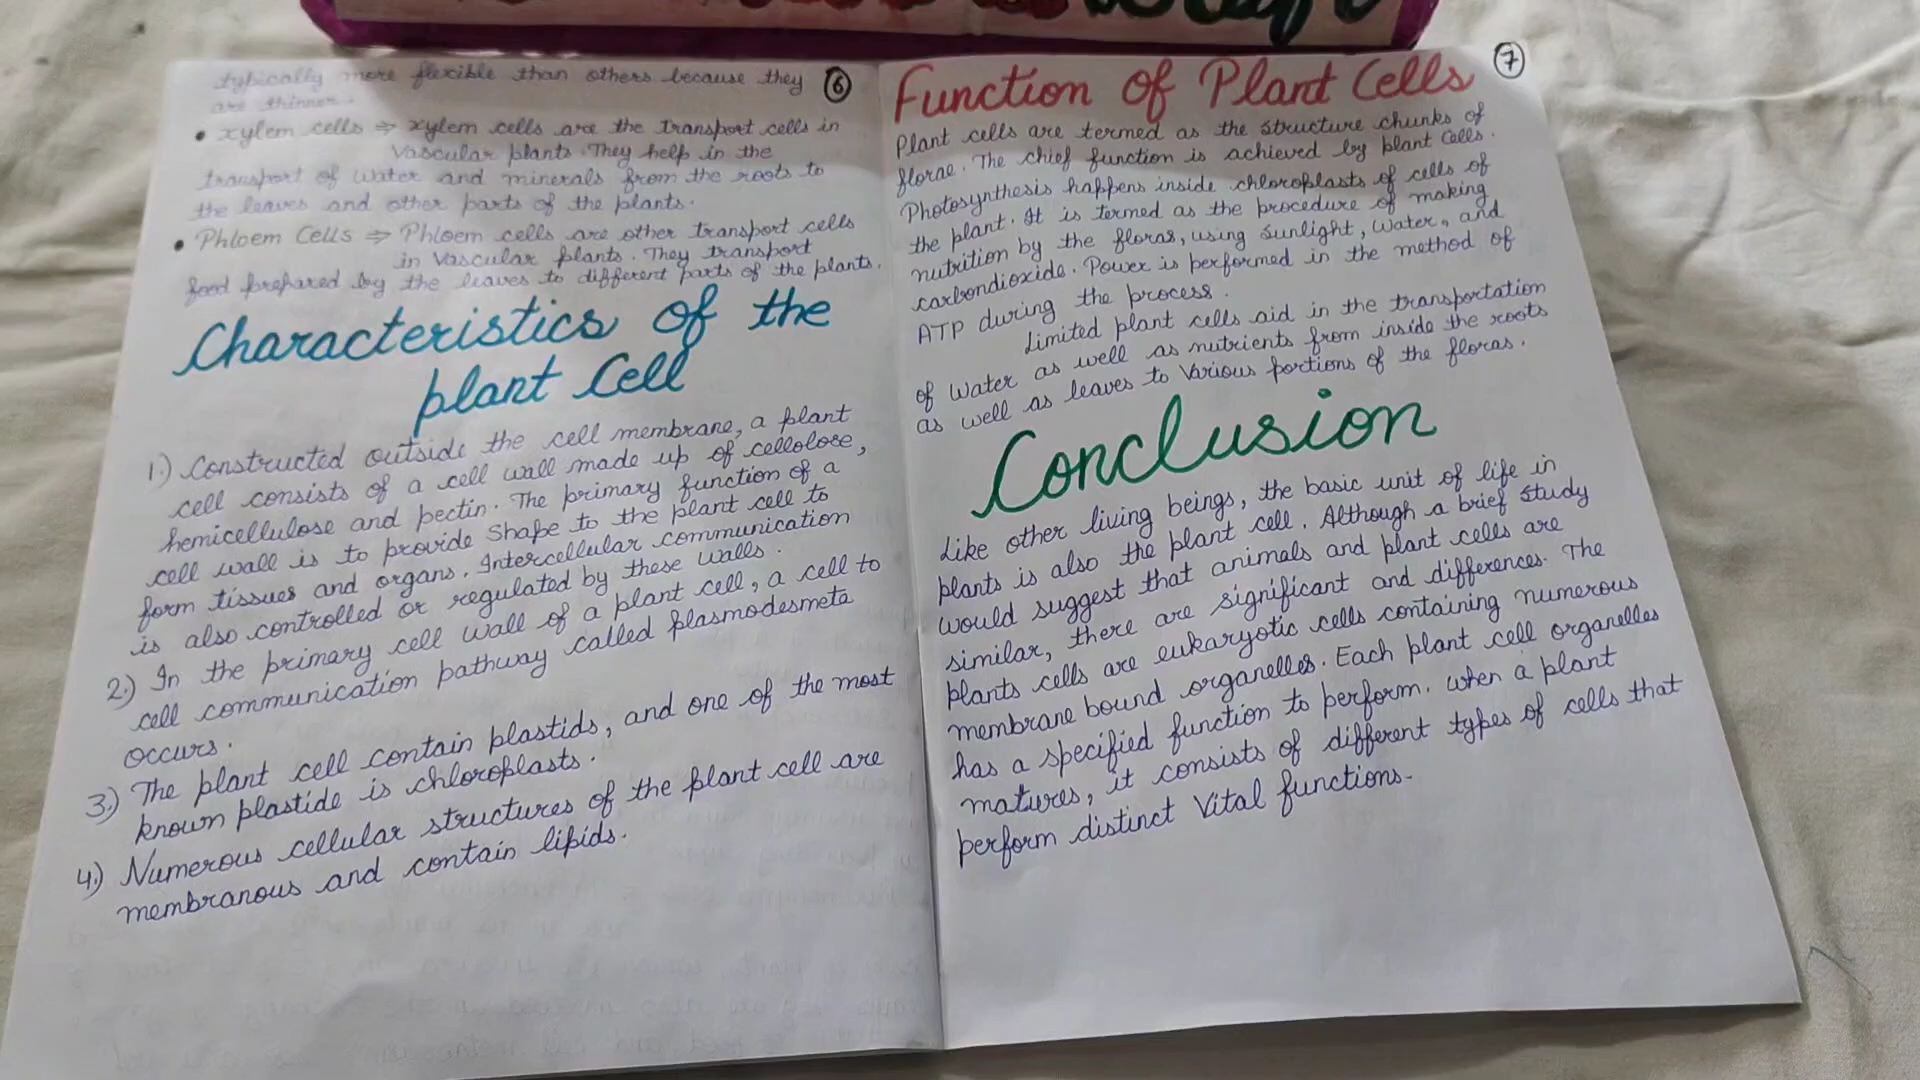 typically more flexible than others because they
are thinner.
6
• xylem cells ⇒ xylem cells are the transport cells in
Vascular plants. They help in the
transport of water and minerals from the roots to
the leaves and other parts of the plants.
• Phloem Cells ⇒ Phloem cells are other transport cells
in Vascular plants. They transport
food prepared by the leaves to different parts of the plants.
Characteristics of the
plant Cell
1.) Constructed outside the cell membrane, a plant
cell consists of a cell wall made up of cellolose,
hemicellulose and pectin. The primary function of a
cell wall is to provide Shape to the plant cell to
form tissues and organs. Intercellular communication
is also controlled or regulated by these walls.
2.) In the primary cell wall of a plant cell, a cell to
cell communication pathway called plasmodesmeta
occurs.
3.) The plant cell contain plastids, and one of the most
known plastide is chloroplasts.
4.) Numerous cellular structures of the plant cell are
membranous and contain lipids.
7
Function of Plant Cells
Plant cells are termed as the structure chunks of
florae. The chief function is achieved by plant Cells.
Photosynthesis happens inside chloroplasts of cells of
the plant. It is termed as the procedure of making
nutrition by the floras, using sunlight, water, and
carbondioxide. Power is performed in the method of
ATP during the process.
Limited plant cells aid in the transportation
of water as well as nutrients from inside the roots
as well as leaves to Various portions of the floras.
Conclusion
Like other living beings, the basic unit of life in
plants is also the plant cell. Although a brief study
would suggest that animals and plant cells are
similar, there are significant and differences. The
plants cells are eukaryotic cells containing numerous
membrane bound organelles. Each plant cell organelles
has a specified function to perform. when a plant
matures, it consists of different types of cells that
perform distinct Vital functions.